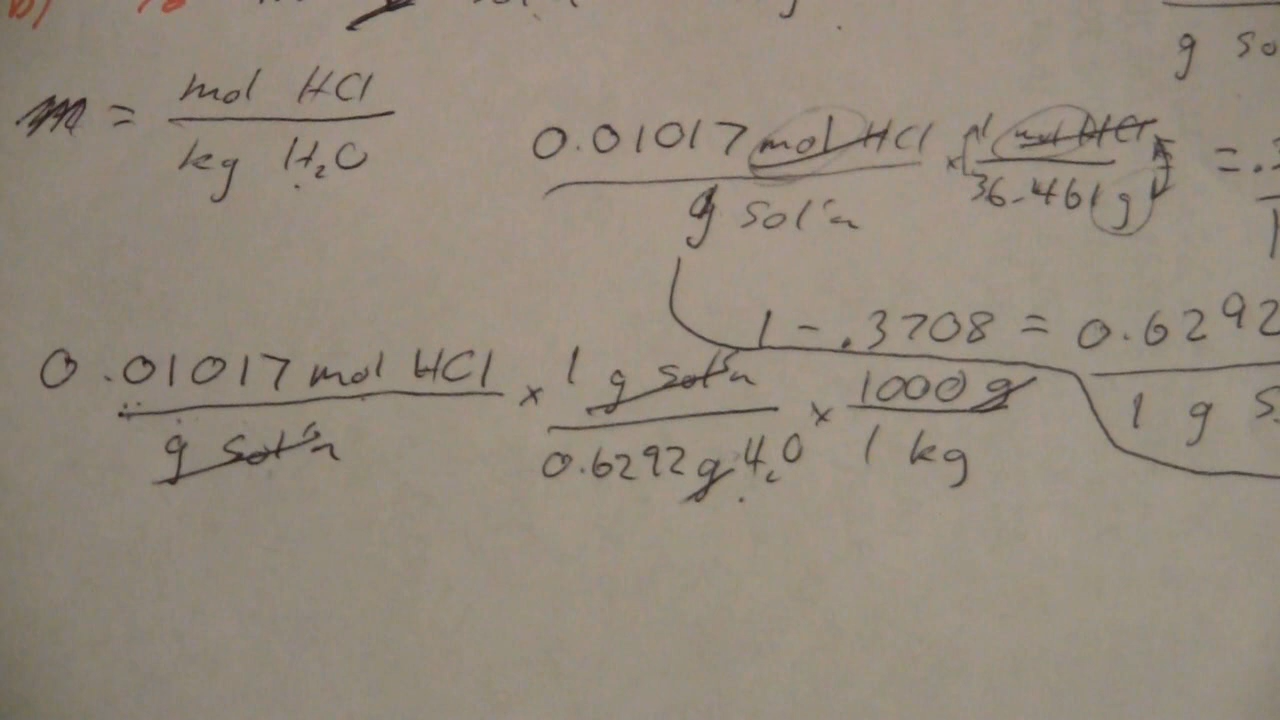 b)
g so
m = mol HCl / kg H₂O
0.01017 mol HCl / g sol'n × [1 mol HCl / 36.461 g] = .3
1 - .3708 = 0.6292 / 1 g s
0.01017 mol HCl / g sol'n × 1 g sol'n / 0.6292 g H₂O × 1000 g / 1 kg